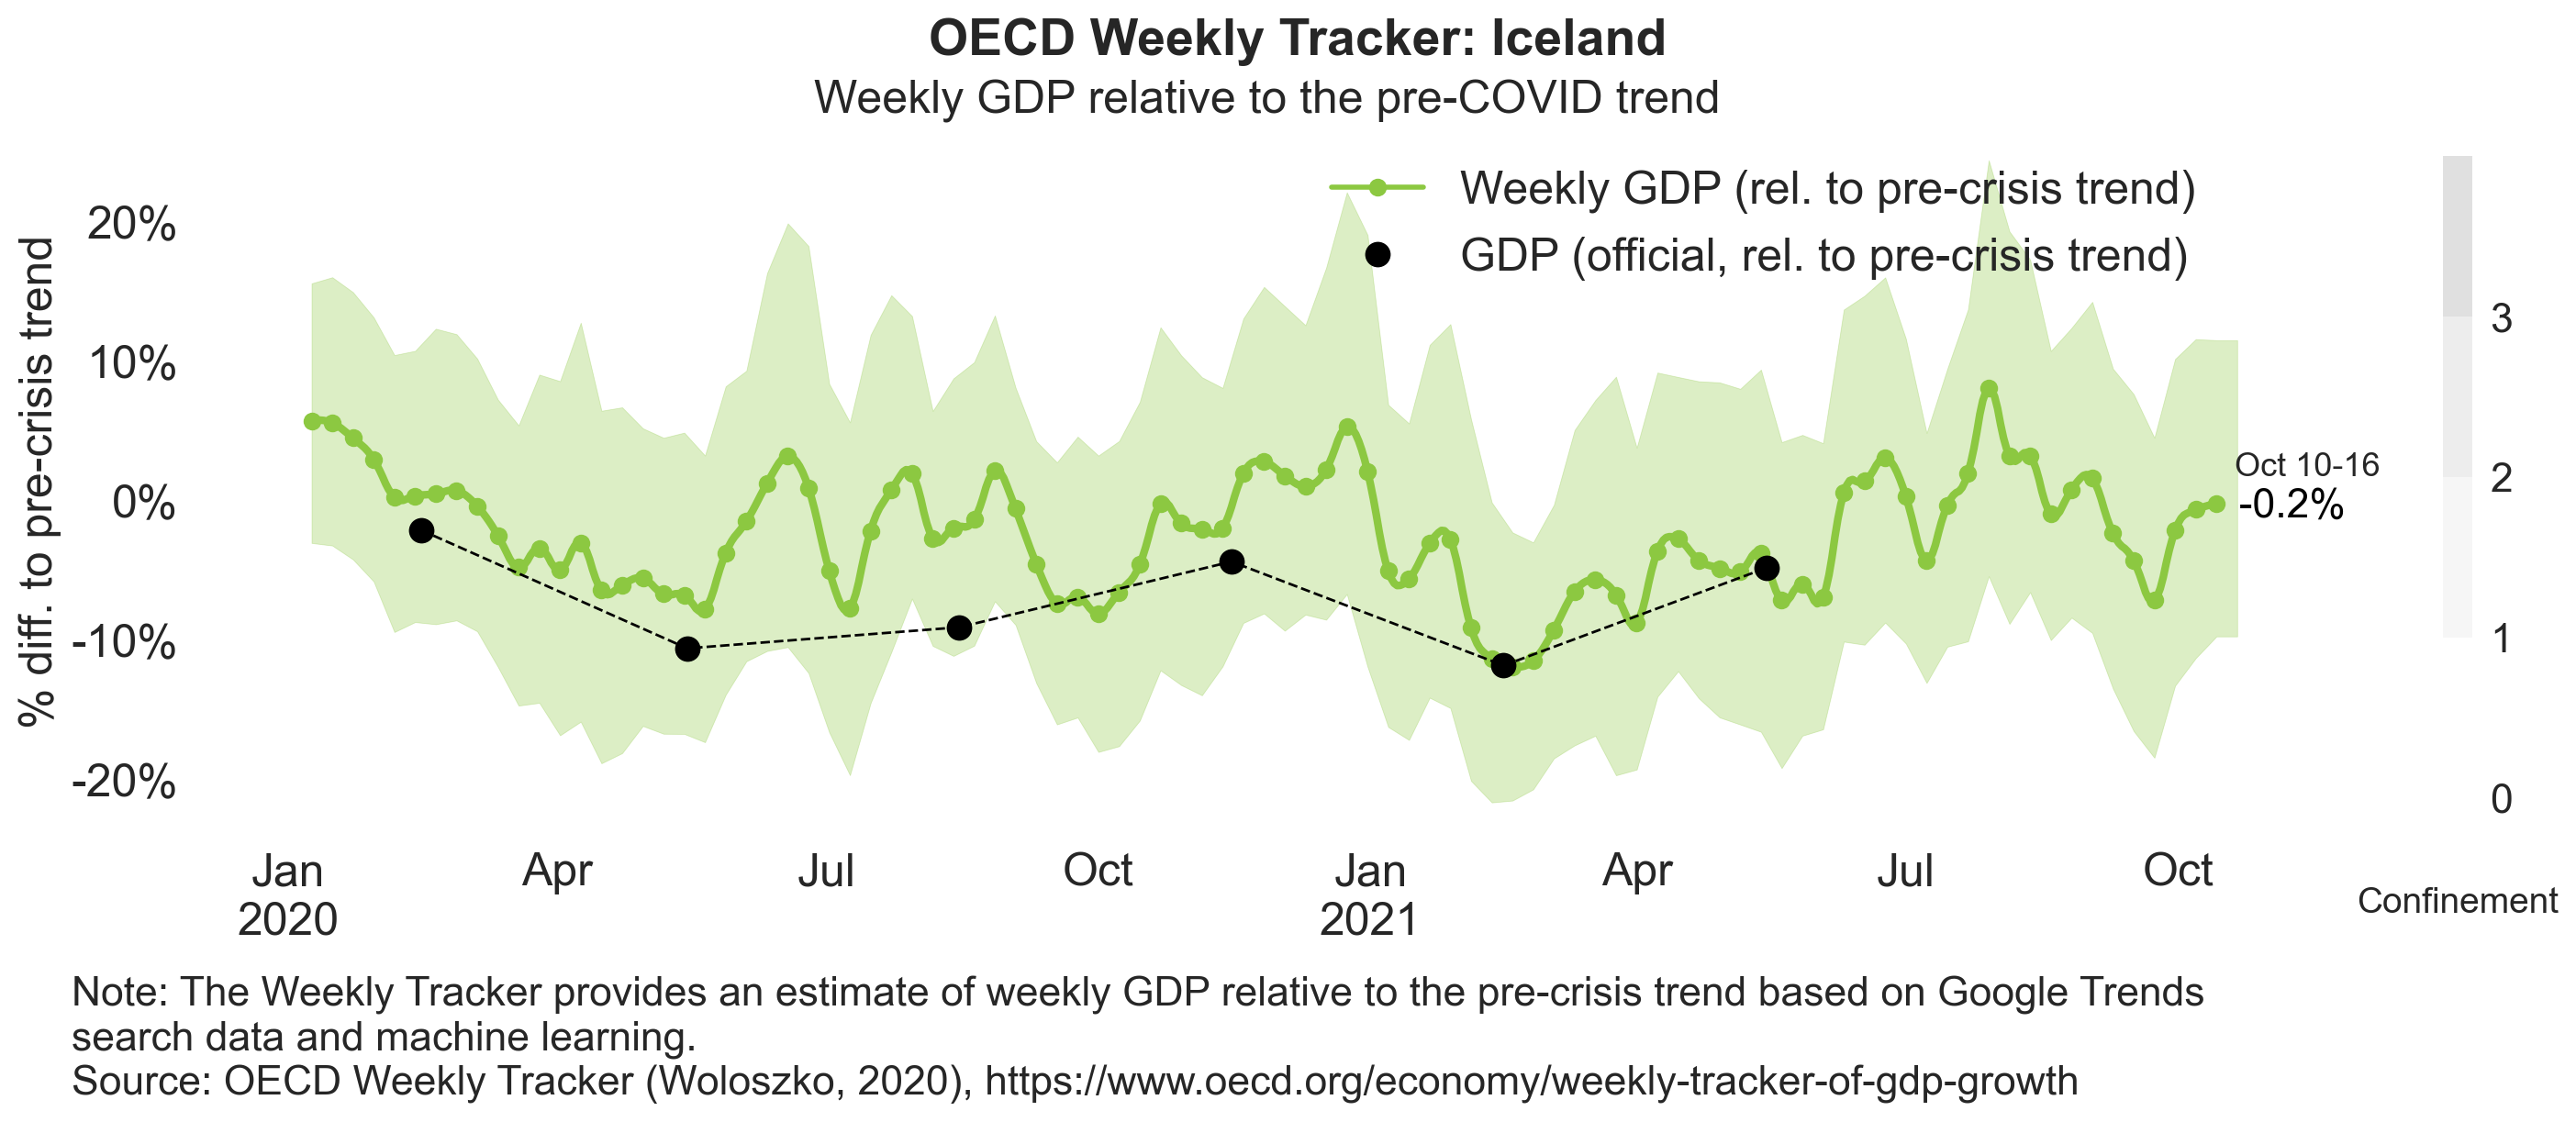 OECD Weekly Tracker: Iceland
Weekly GDP relative to the pre-COVID trend
Weekly GDP (rel. to pre-crisis trend)
GDP (official, rel. to pre-crisis trend)
% diff. to pre-crisis trend
20%
10%
0%
-10%
-20%
Oct 10-16
-0.2%
3
2
1
0
Confinement
Jan Apr Jul Oct Jan Apr Jul Oct
2020 2021
Note: The Weekly Tracker provides an estimate of weekly GDP relative to the pre-crisis trend based on Google Trends
search data and machine learning.
Source: OECD Weekly Tracker (Woloszko, 2020), https://www.oecd.org/economy/weekly-tracker-of-gdp-growth